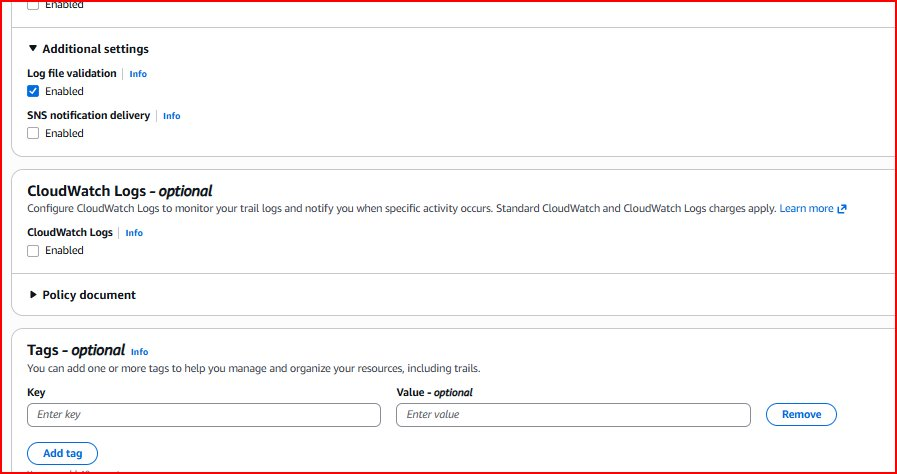 Enabled
Additional settings
Log file validation Info
Enabled
SNS notification delivery Info
Enabled
CloudWatch Logs - optional
Configure CloudWatch Logs to monitor your trail logs and notify you when specific activity occurs. Standard CloudWatch and CloudWatch Logs charges apply. Learn more
CloudWatch Logs Info
Enabled
Policy document
Tags - optional Info
You can add one or more tags to help you manage and organize your resources, including trails.
Key Value - optional
Enter key Enter value Remove
Add tag